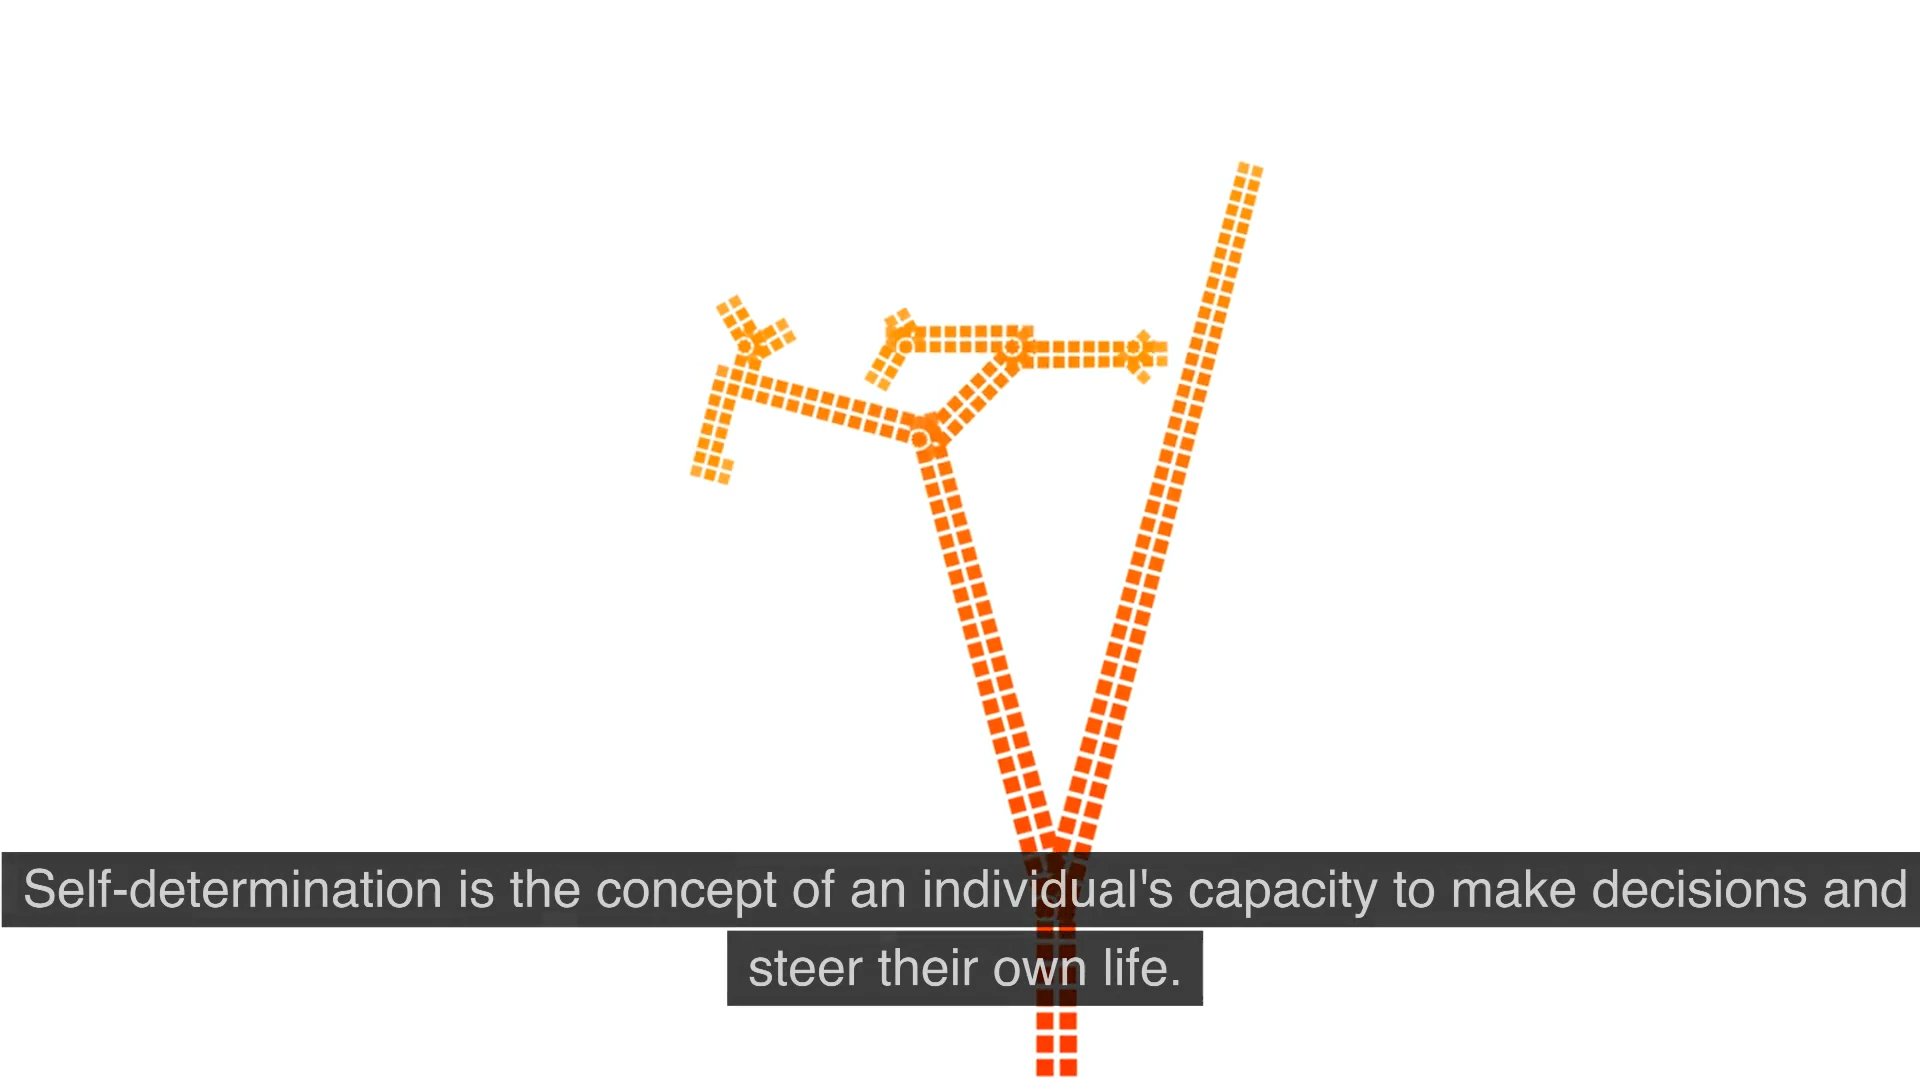 Self-determination is the concept of an individual's capacity to make decisions and
steer their own life.